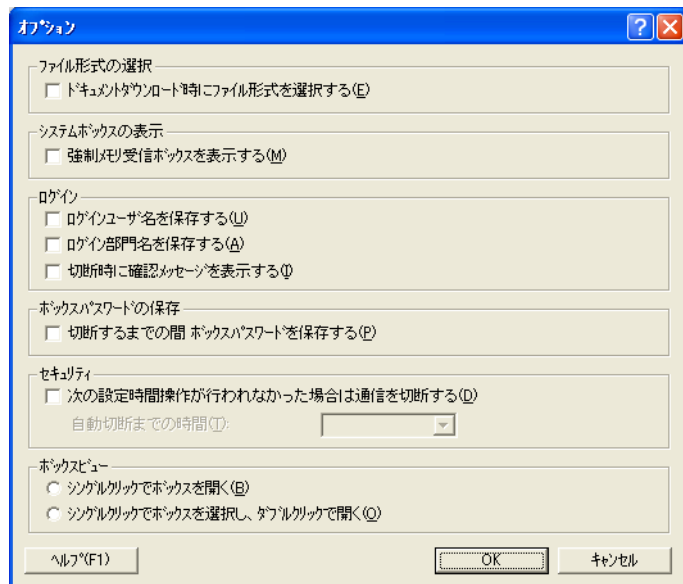 オプション
ファイル形式の選択
ドキュメントダウンロード時にファイル形式を選択する(E)
システムボックスの表示
強制メモリ受信ボックスを表示する(M)
ログイン
ログインユーザ名を保存する(U)
ログイン部門名を保存する(A)
切断時に確認メッセージを表示する(I)
ボックスパスワードの保存
切断するまでの間 ボックスパスワードを保存する(P)
セキュリティ
次の設定時間操作が行われなかった場合は通信を切断する(D)
自動切断までの時間(T):
ボックスビュー
シングルクリックでボックスを開く(B)
シングルクリックでボックスを選択し、ダブルクリックで開く(O)
ヘルプ(F1) OK キャンセル